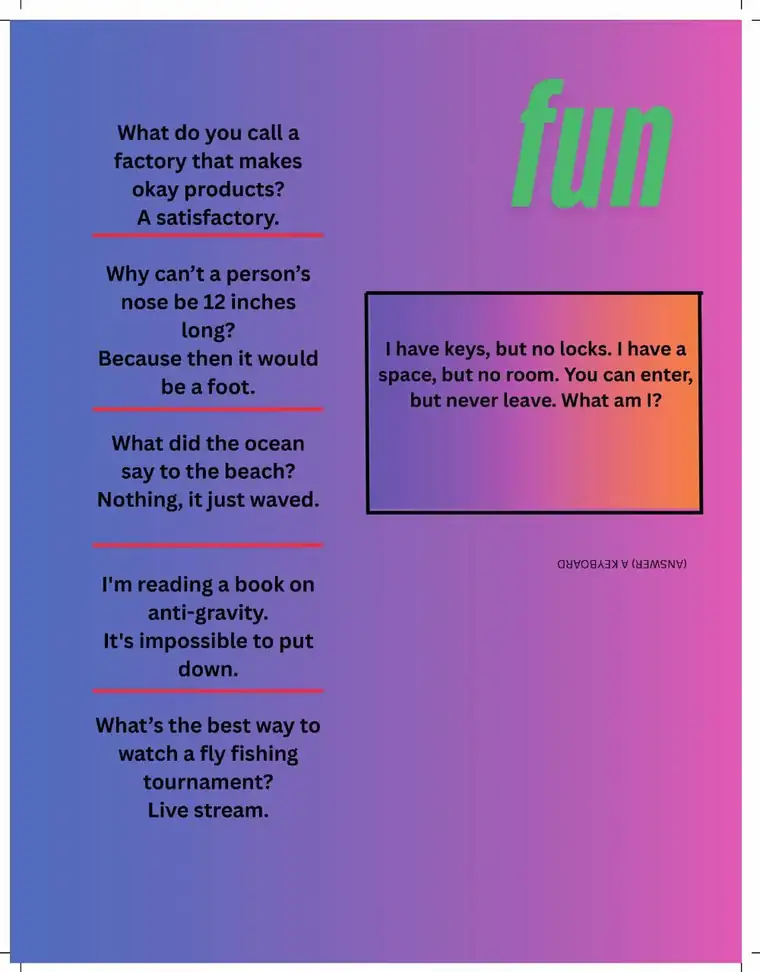 fun
What do you call a
factory that makes
okay products?
A satisfactory.
Why can’t a person’s
nose be 12 inches
long?
Because then it would
be a foot.
What did the ocean
say to the beach?
Nothing, it just waved.
I'm reading a book on
anti-gravity.
It's impossible to put
down.
What’s the best way to
watch a fly fishing
tournament?
Live stream.
I have keys, but no locks. I have a
space, but no room. You can enter,
but never leave. What am I?
(ANSWER) A KEYBOARD